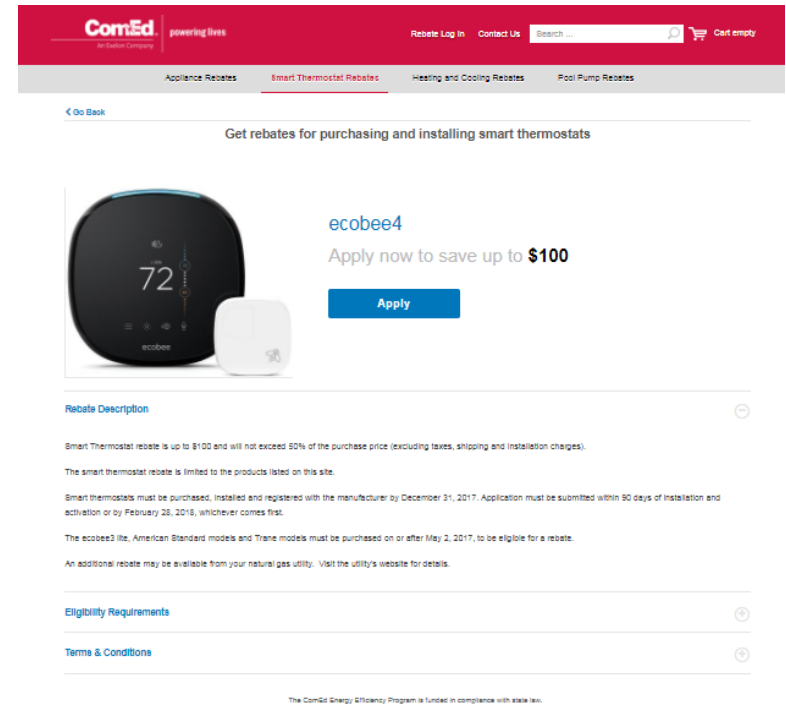 ComEd.
An Exelon Company
powering lives
Rebate Log In Contact Us Search ... Cart empty
Appliance Rebates Smart Thermostat Rebates Heating and Cooling Rebates Pool Pump Rebates
Go Back
Get rebates for purchasing and installing smart thermostats
72
ecobee
ecobee4
Apply now to save up to $100
Apply
Rebate Description
Smart Thermostat rebate is up to $100 and will not exceed 50% of the purchase price (excluding taxes, shipping and installation charges).
The smart thermostat rebate is limited to the products listed on this site.
Smart thermostats must be purchased, installed and registered with the manufacturer by December 31, 2017. Application must be submitted within 90 days of installation and
activation or by February 28, 2018, whichever comes first.
The ecobee3 lite, American Standard models and Trane models must be purchased on or after May 2, 2017, to be eligible for a rebate.
An additional rebate may be available from your natural gas utility. Visit the utility's website for details.
Eligibility Requirements
Terms & Conditions
The ComEd Energy Efficiency Program is funded in compliance with state law.